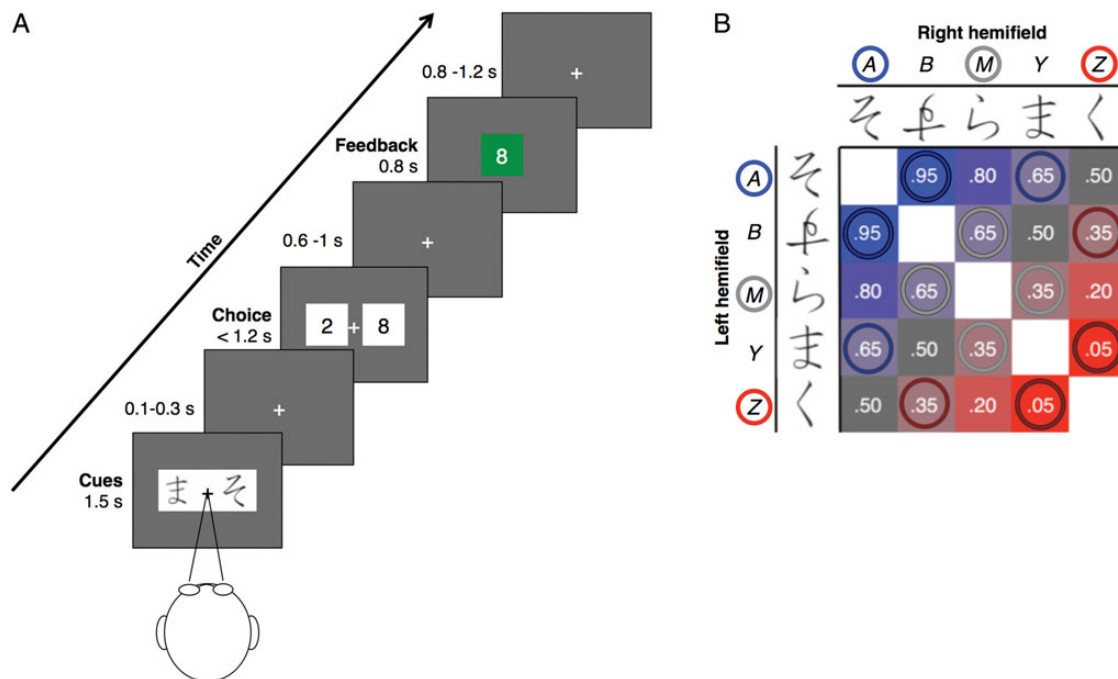 A
Time
0.8 -1.2 s
Feedback
0.8 s
8
0.6 -1 s
Choice
< 1.2 s
2 + 8
0.1-0.3 s
Cues
1.5 s
ま + そ
B
Right hemifield
A B M Y Z
そ ら ま く
Left hemifield
A そ .95 .80 .65 .50
B .95 .65 .50 .35
M ら .80 .65 .35 .20
Y ま .65 .50 .35 .05
Z く .50 .35 .20 .05